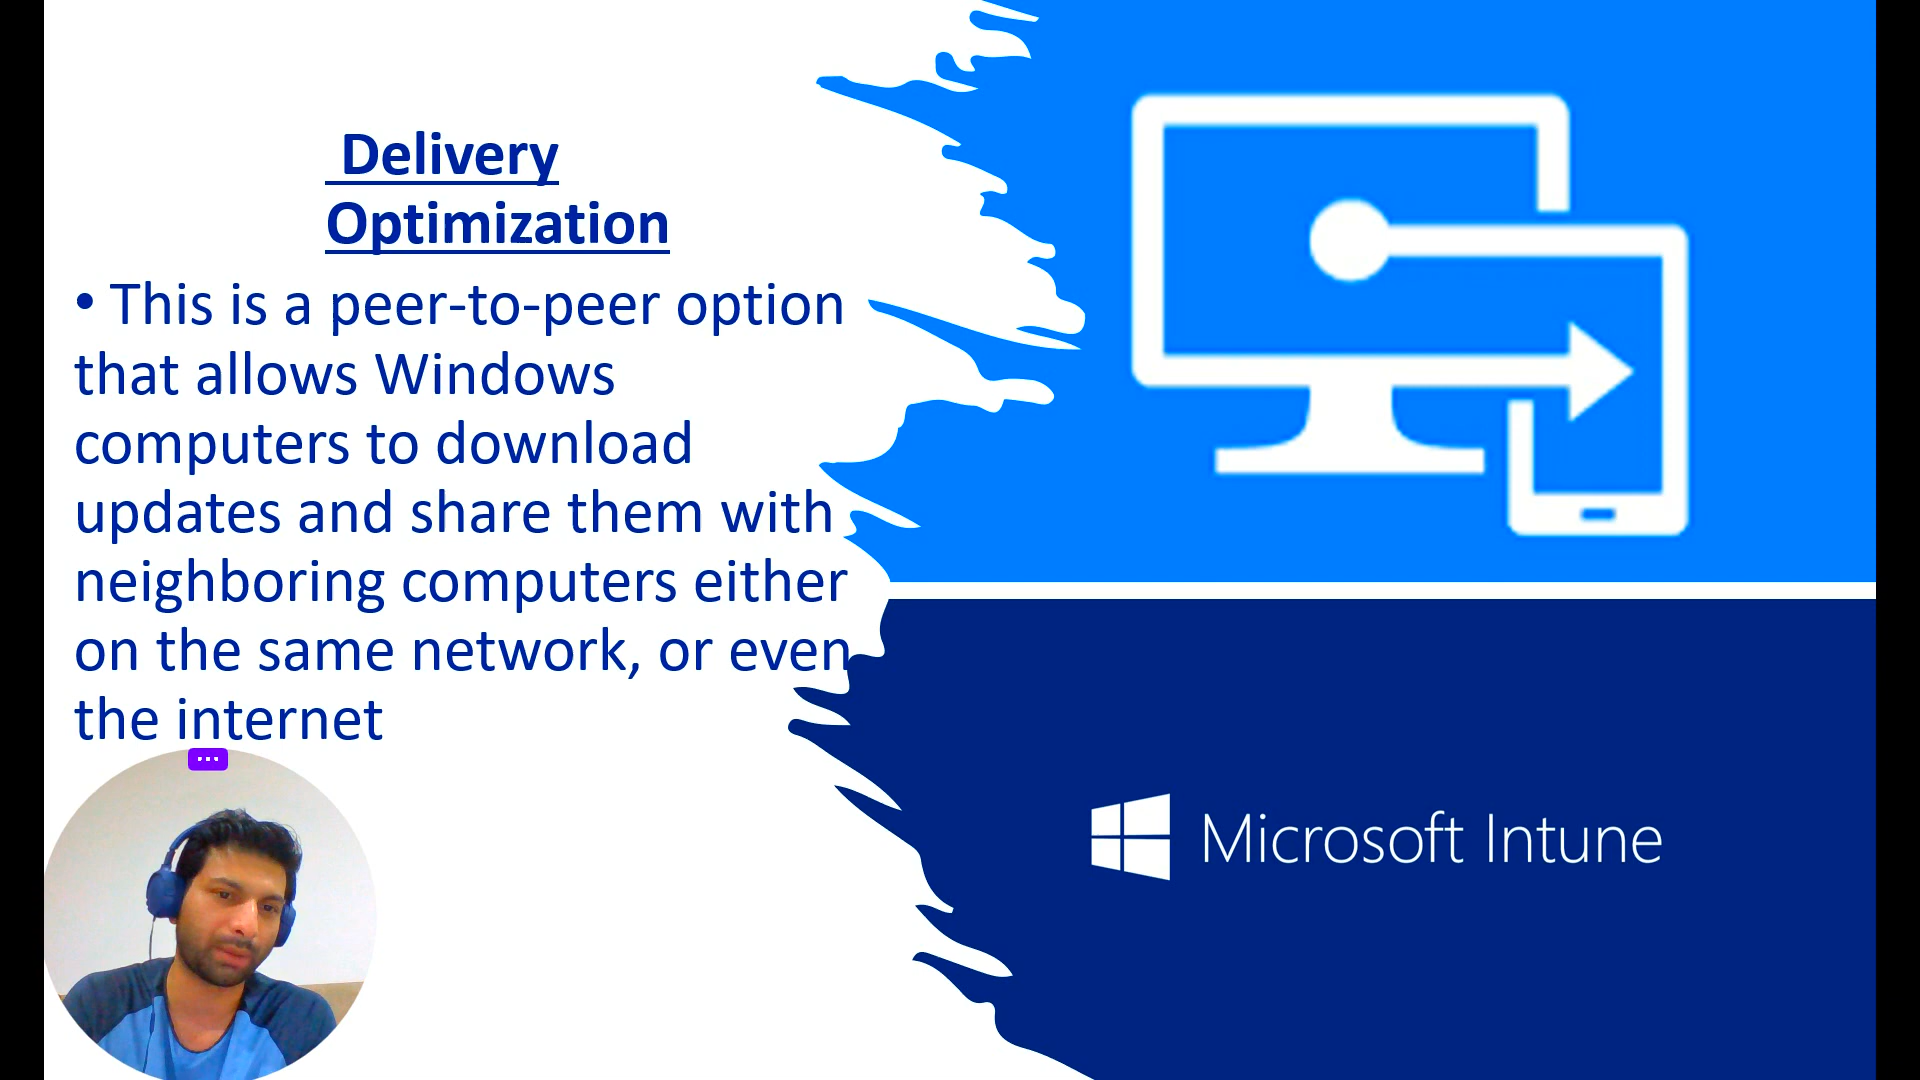 Delivery
Optimization
• This is a peer-to-peer option
that allows Windows
computers to download
updates and share them with
neighboring computers either
on the same network, or even
the internet
Microsoft Intune